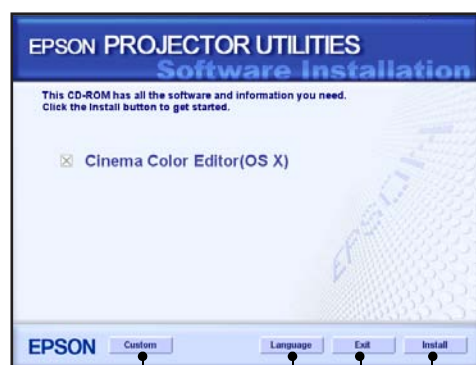 EPSON PROJECTOR UTILITIES
Software Installation
This CD-ROM has all the software and information you need.
Click the Install button to get started.
Cinema Color Editor(OS X)
EPSON
EPSON Custom Language Exit Install